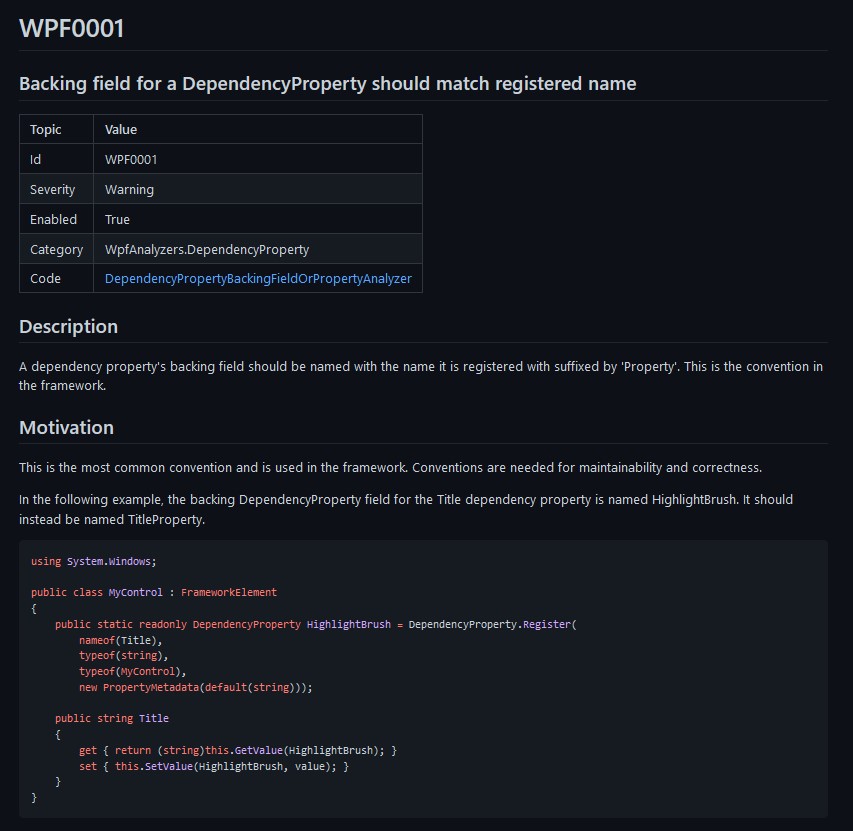 WPF0001
Backing field for a DependencyProperty should match registered name
Topic Value
Id WPF0001
Severity Warning
Enabled True
Category WpfAnalyzers.DependencyProperty
Code DependencyPropertyBackingFieldOrPropertyAnalyzer
Description
A dependency property's backing field should be named with the name it is registered with suffixed by 'Property'. This is the convention in
the framework.
Motivation
This is the most common convention and is used in the framework. Conventions are needed for maintainability and correctness.
In the following example, the backing DependencyProperty field for the Title dependency property is named HighlightBrush. It should
instead be named TitleProperty.
using System.Windows;
public class MyControl : FrameworkElement
{
    public static readonly DependencyProperty HighlightBrush = DependencyProperty.Register(
        nameof(Title),
        typeof(string),
        typeof(MyControl),
        new PropertyMetadata(default(string)));
    public string Title
    {
        get { return (string)this.GetValue(HighlightBrush); }
        set { this.SetValue(HighlightBrush, value); }
    }
}